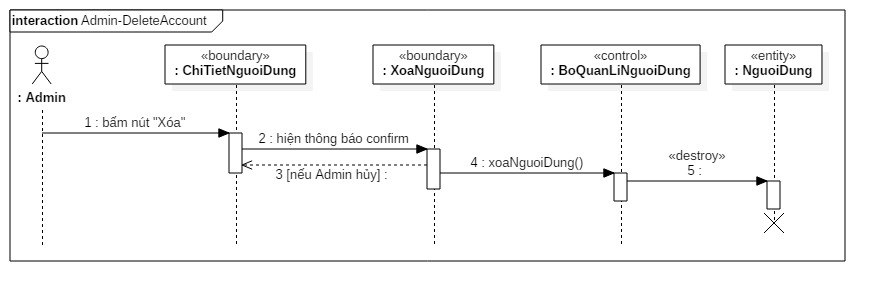 interaction Admin-DeleteAccount
«boundary»
: ChiTietNguoiDung
«boundary»
: XoaNguoiDung
«control»
: BoQuanLiNguoiDung
«entity»
: NguoiDung
: Admin
1 : bấm nút "Xóa"
2 : hiện thông báo confirm
3 [nếu Admin hủy] :
4 : xoaNguoiDung()
«destroy»
5 :